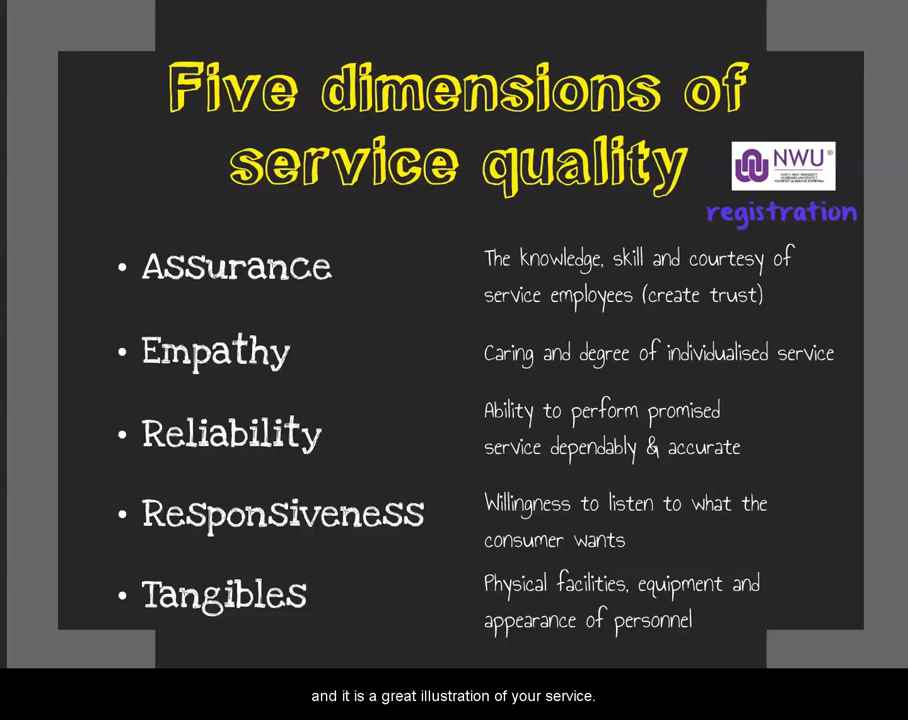 Five dimensions of
service quality
NWU®
registration
• Assurance
The knowledge, skill and courtesy of
service employees (create trust)
• Empathy
Caring and degree of individualised service
• Reliability
Ability to perform promised
service dependably & accurate
• Responsiveness
Willingness to listen to what the
consumer wants
• Tangibles
Physical facilities, equipment and
appearance of personnel
and it is a great illustration of your service.